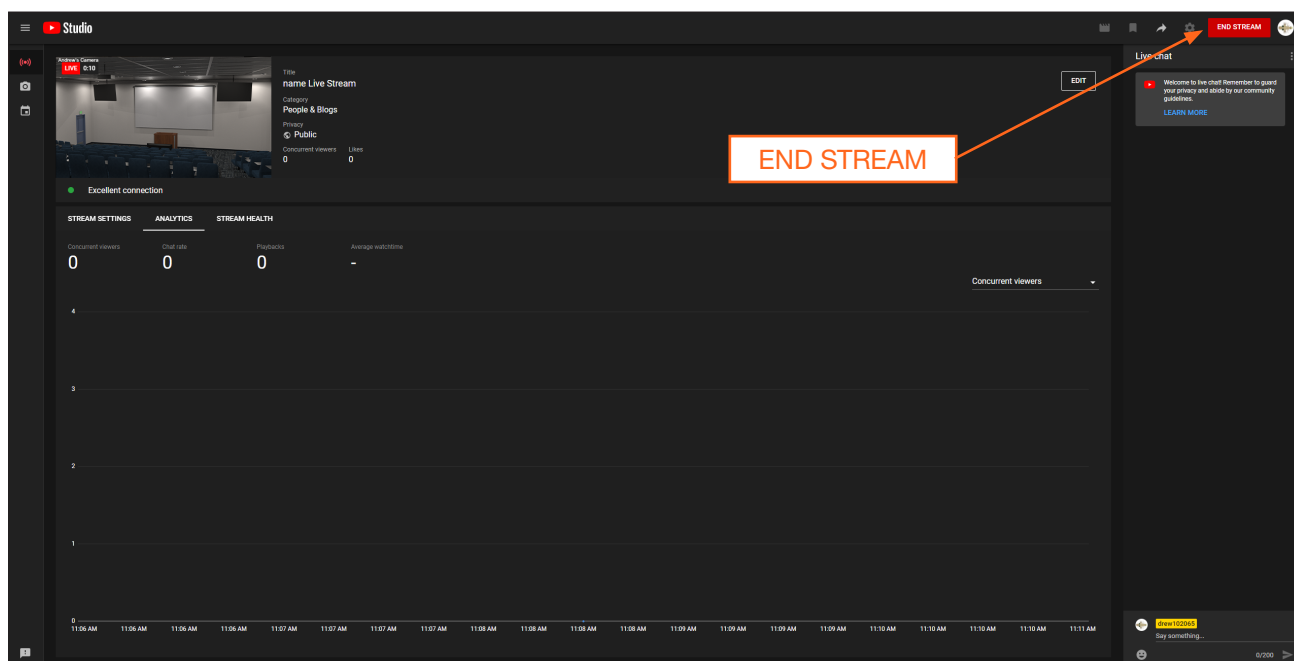 Studio
END STREAM
Andrew's Camera
LIVE 0:10
Title
name Live Stream
Category
People & Blogs
Privacy
Public
Concurrent viewers Likes
0 0
EDIT
Excellent connection
END STREAM
STREAM SETTINGS ANALYTICS STREAM HEALTH
Concurrent viewers Chat rate Playbacks Average watchtime
0 0 0 -
Concurrent viewers
4
3
2
1
0
11:06 AM 11:06 AM 11:06 AM 11:06 AM 11:07 AM 11:07 AM 11:07 AM 11:07 AM 11:08 AM 11:08 AM 11:08 AM 11:08 AM 11:09 AM 11:09 AM 11:09 AM 11:09 AM 11:10 AM 11:10 AM 11:10 AM 11:10 AM 11:11 AM
Live chat
Welcome to live chat! Remember to guard
your privacy and abide by our community
guidelines.
LEARN MORE
drew102065
Say something...
0/200